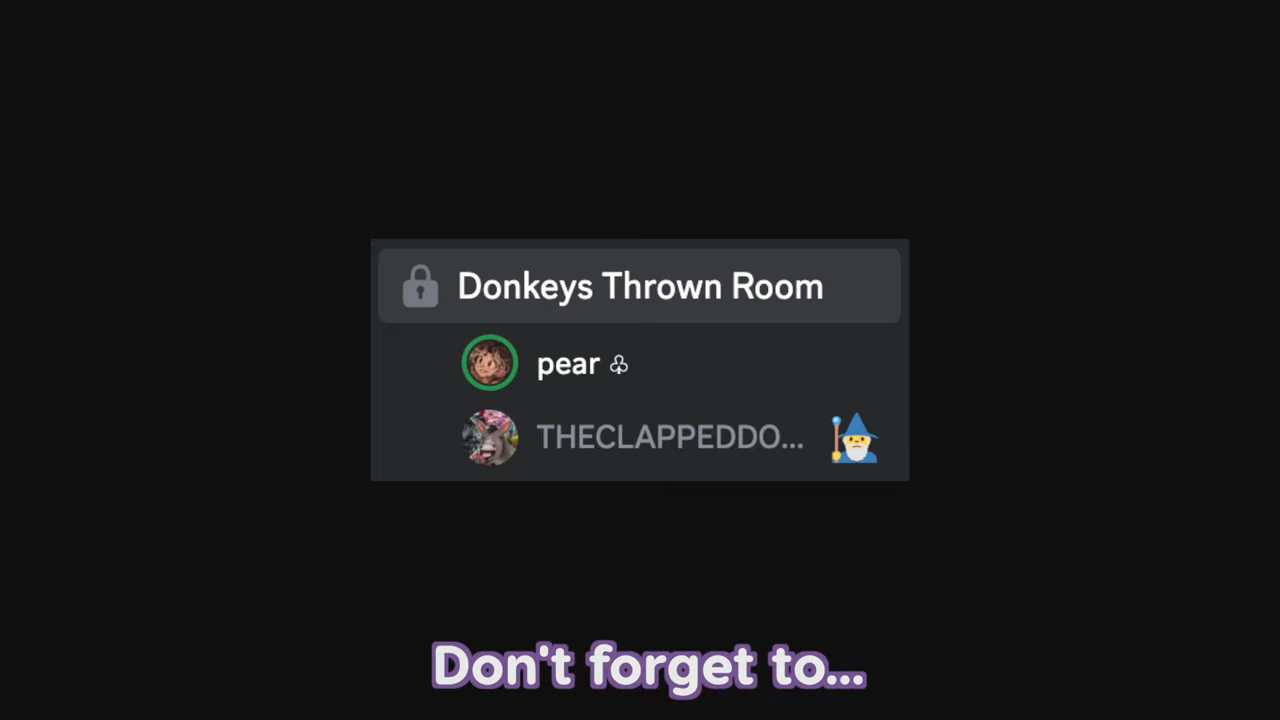 Donkeys Thrown Room
pear ♧
THECLAPPEDDO...
Don't forget to...